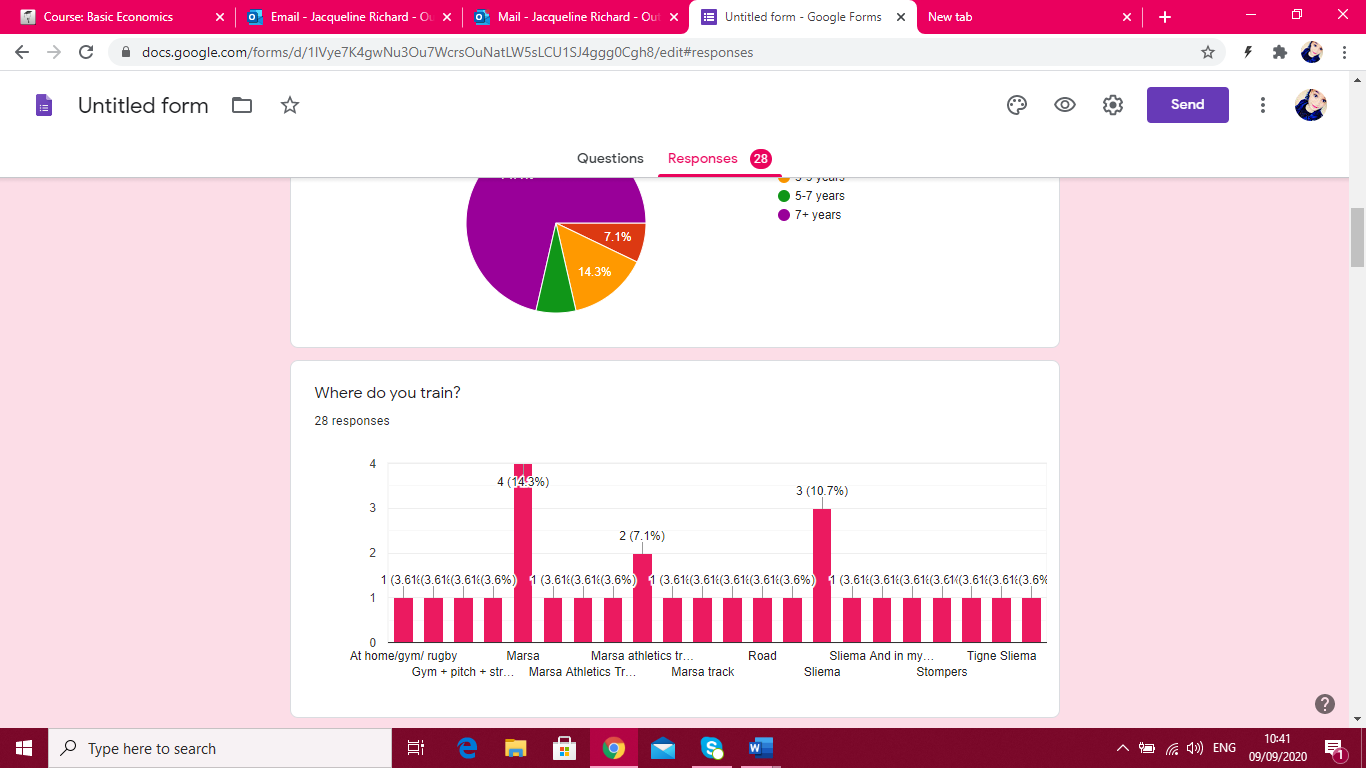 Course: Basic Economics
Email - Jacqueline Richard - Ou
Mail - Jacqueline Richard - Out
Untitled form - Google Forms
New tab
docs.google.com/forms/d/1IVye7K4gwNu3Ou7WcrsOuNatLW5sLCU1SJ4ggg0Cgh8/edit#responses
Untitled form
Send
Questions
Responses 28
5-7 years
7+ years
7.1%
14.3%
Where do you train?
28 responses
4
3
2
1
0
4 (14.3%)
3 (10.7%)
2 (7.1%)
1 (3.6%)
At home/gym/ rugby
Marsa
Marsa athletics tr...
Road
Sliema And in my...
Tigne Sliema
Gym + pitch + str...
Marsa Athletics Tr...
Marsa track
Sliema
Stompers
Type here to search
ENG
10:41
09/09/2020
1